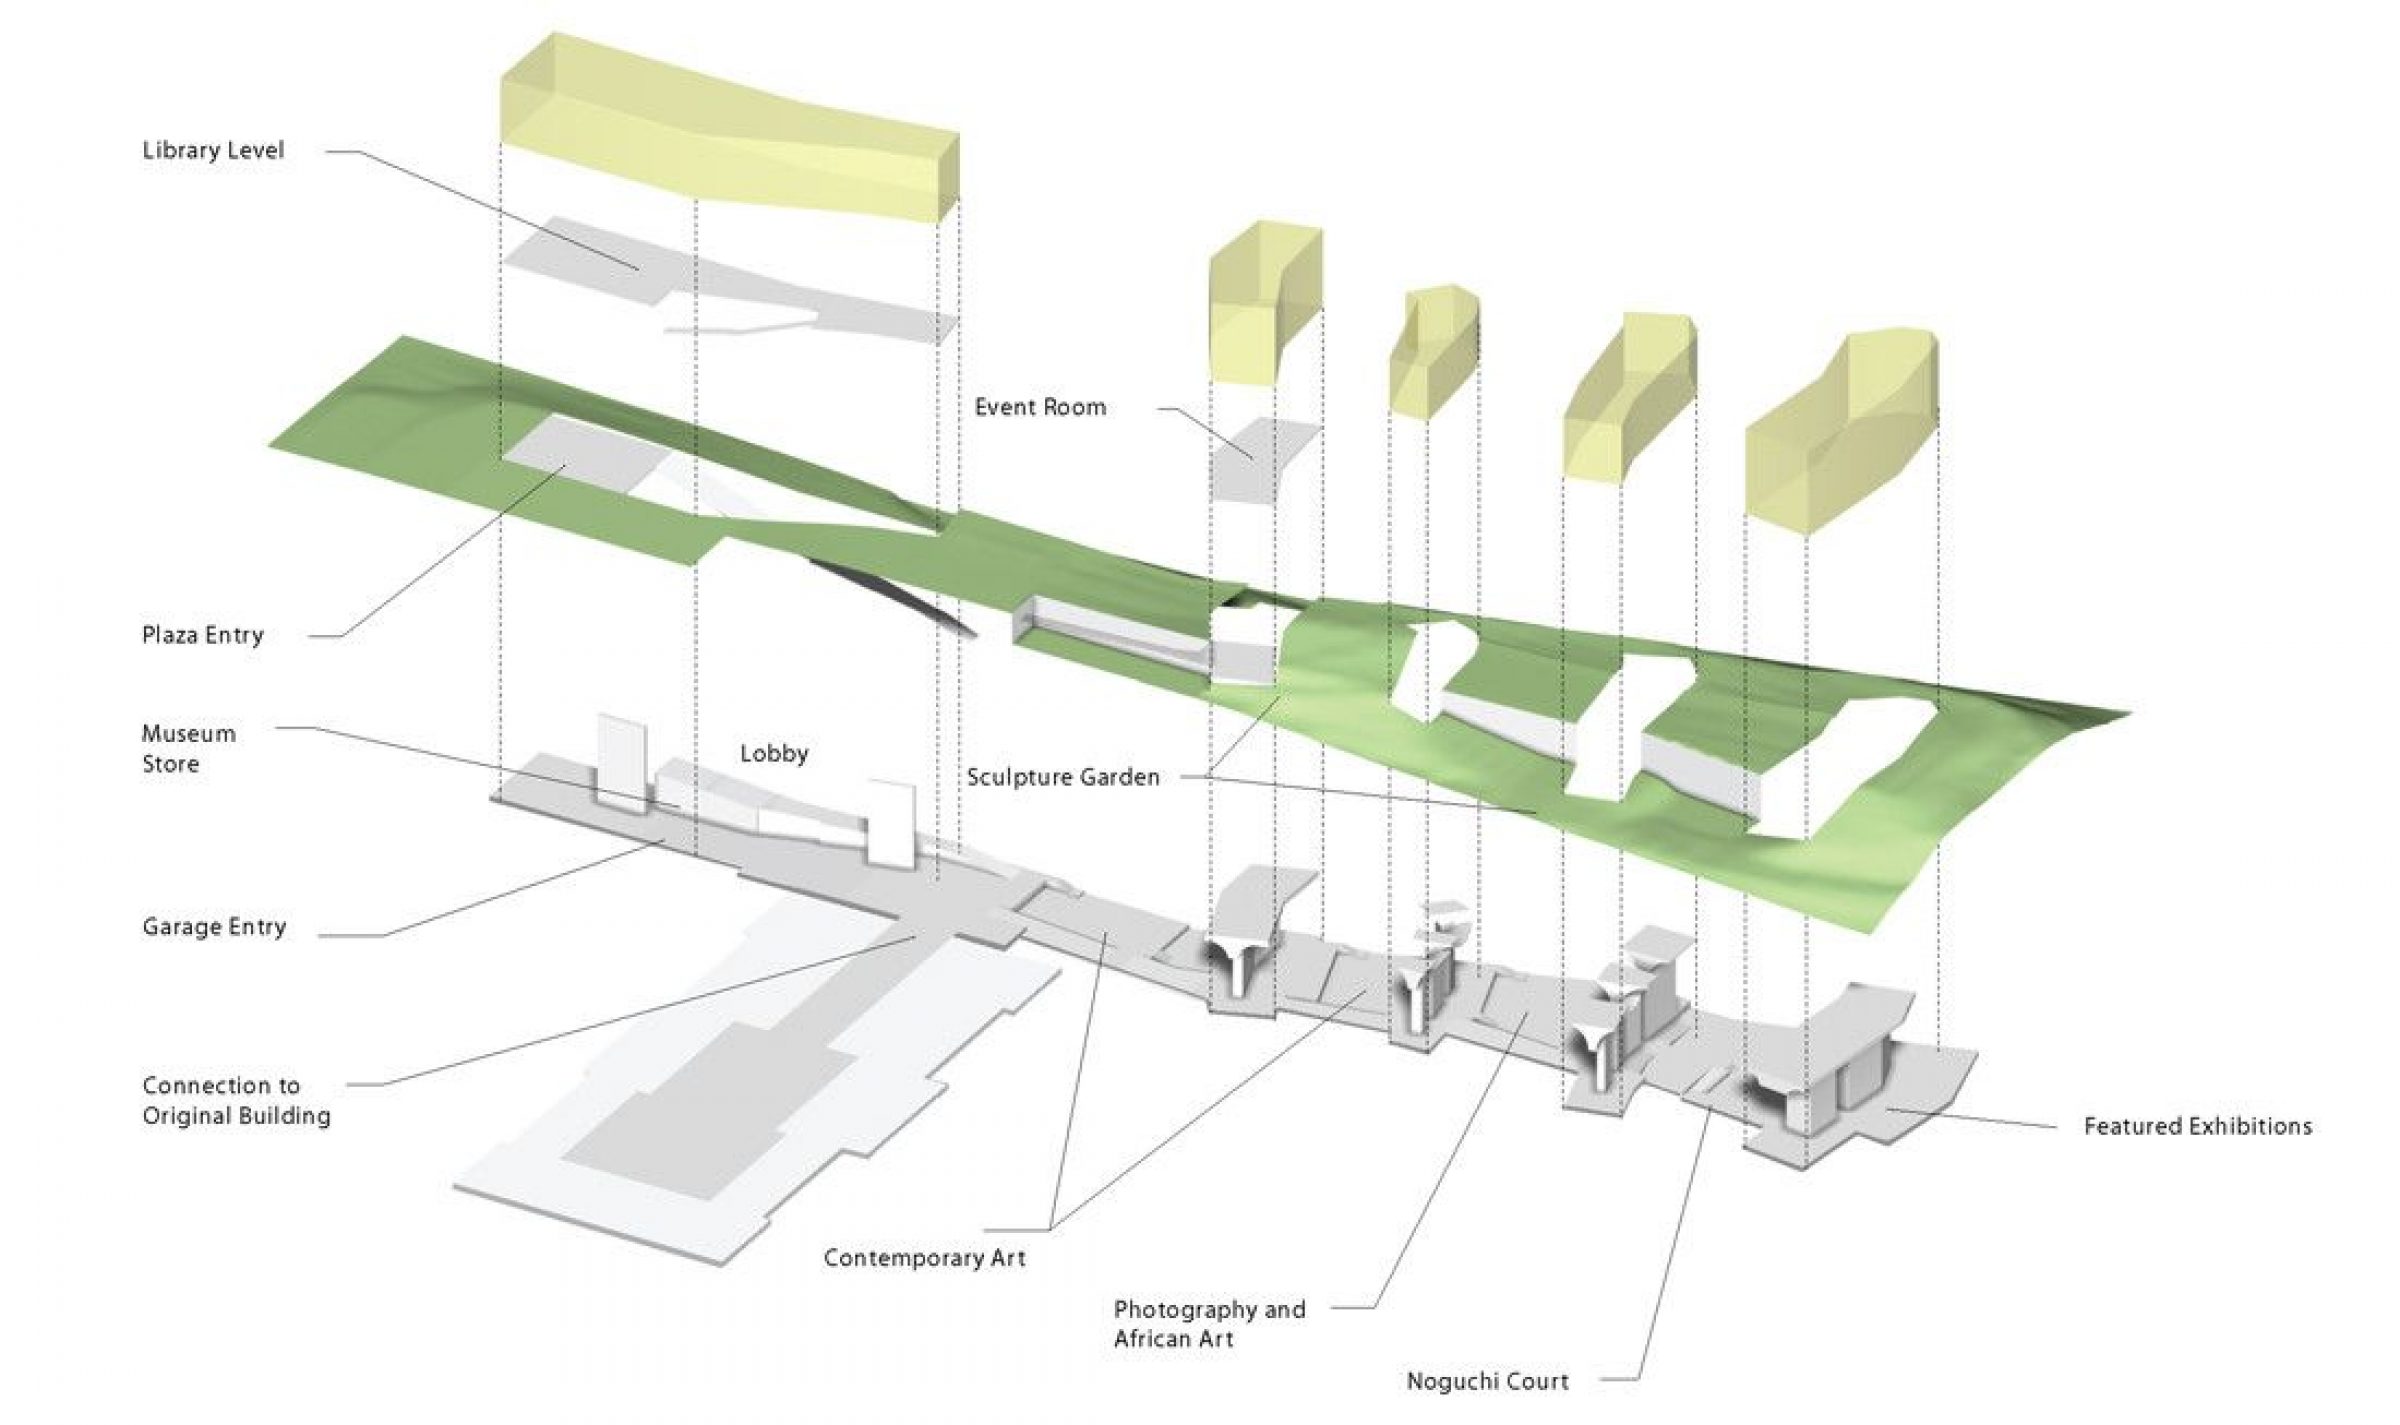 Library Level
Event Room
Plaza Entry
Museum
Store
Lobby
Sculpture Garden
Garage Entry
Connection to
Original Building
Featured Exhibitions
Contemporary Art
Photography and
African Art
Noguchi Court